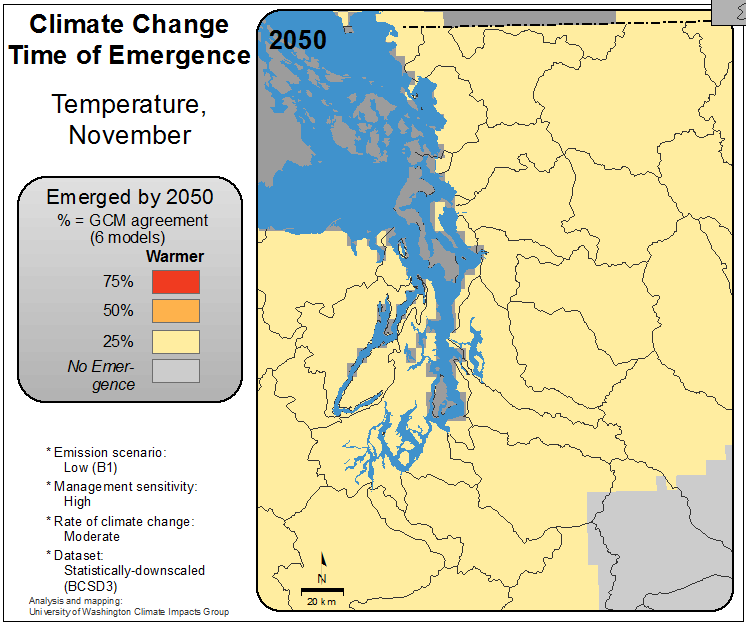 Climate Change
Time of Emergence
Temperature,
November
Emerged by 2050
% = GCM agreement
(6 models)
Warmer
75%
50%
25%
No Emer-
gence
* Emission scenario:
Low (B1)
* Management sensitivity:
High
* Rate of climate change:
Moderate
* Dataset:
Statistically-downscaled
(BCSD3)
Analysis and mapping:
University of Washington Climate Impacts Group
2050
N
20 km